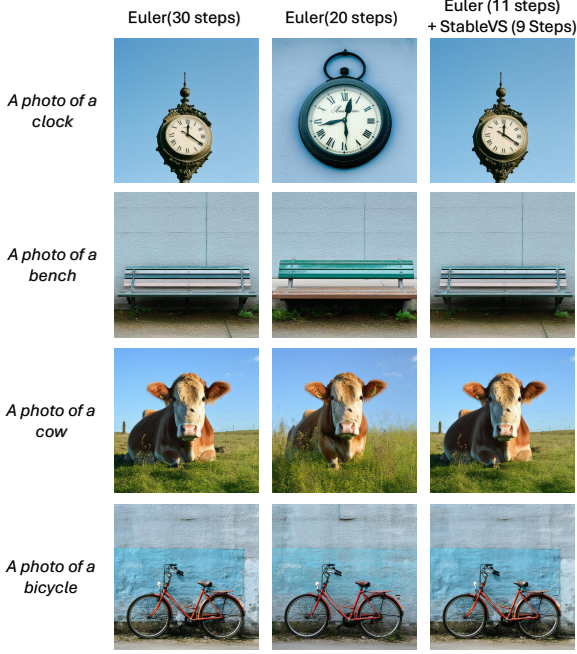 Euler(30 steps)
Euler(20 steps)
Euler (11 steps)
+ StableVS (9 Steps)
A photo of a
clock
A photo of a
bench
A photo of a
cow
A photo of a
bicycle